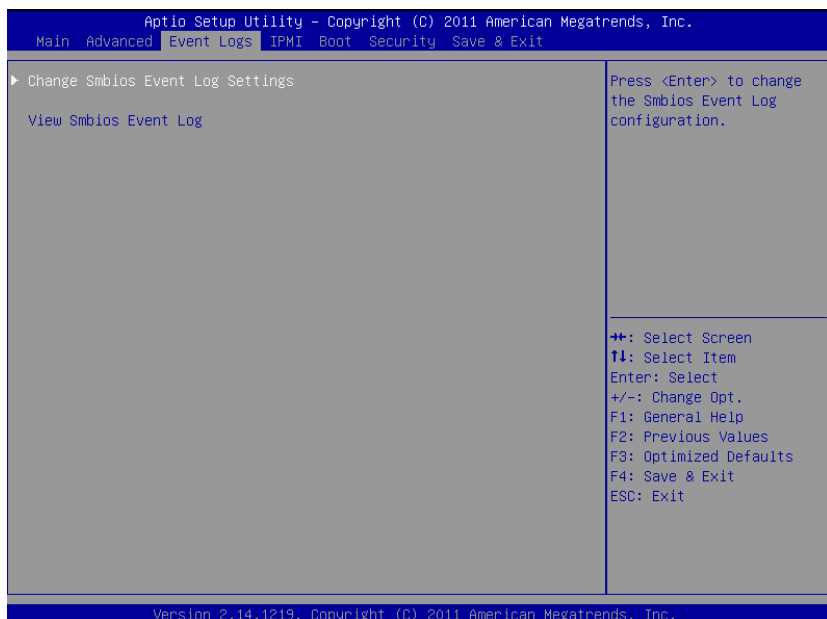 Aptio Setup Utility – Copyright (C) 2011 American Megatrends, Inc.
Main Advanced Event Logs IPMI Boot Security Save & Exit
▶ Change Smbios Event Log Settings
View Smbios Event Log
Press <Enter> to change
the Smbios Event Log
configuration.
→←: Select Screen
↑↓: Select Item
Enter: Select
+/-: Change Opt.
F1: General Help
F2: Previous Values
F3: Optimized Defaults
F4: Save & Exit
ESC: Exit
Version 2.14.1219. Copyright (C) 2011 American Megatrends, Inc.